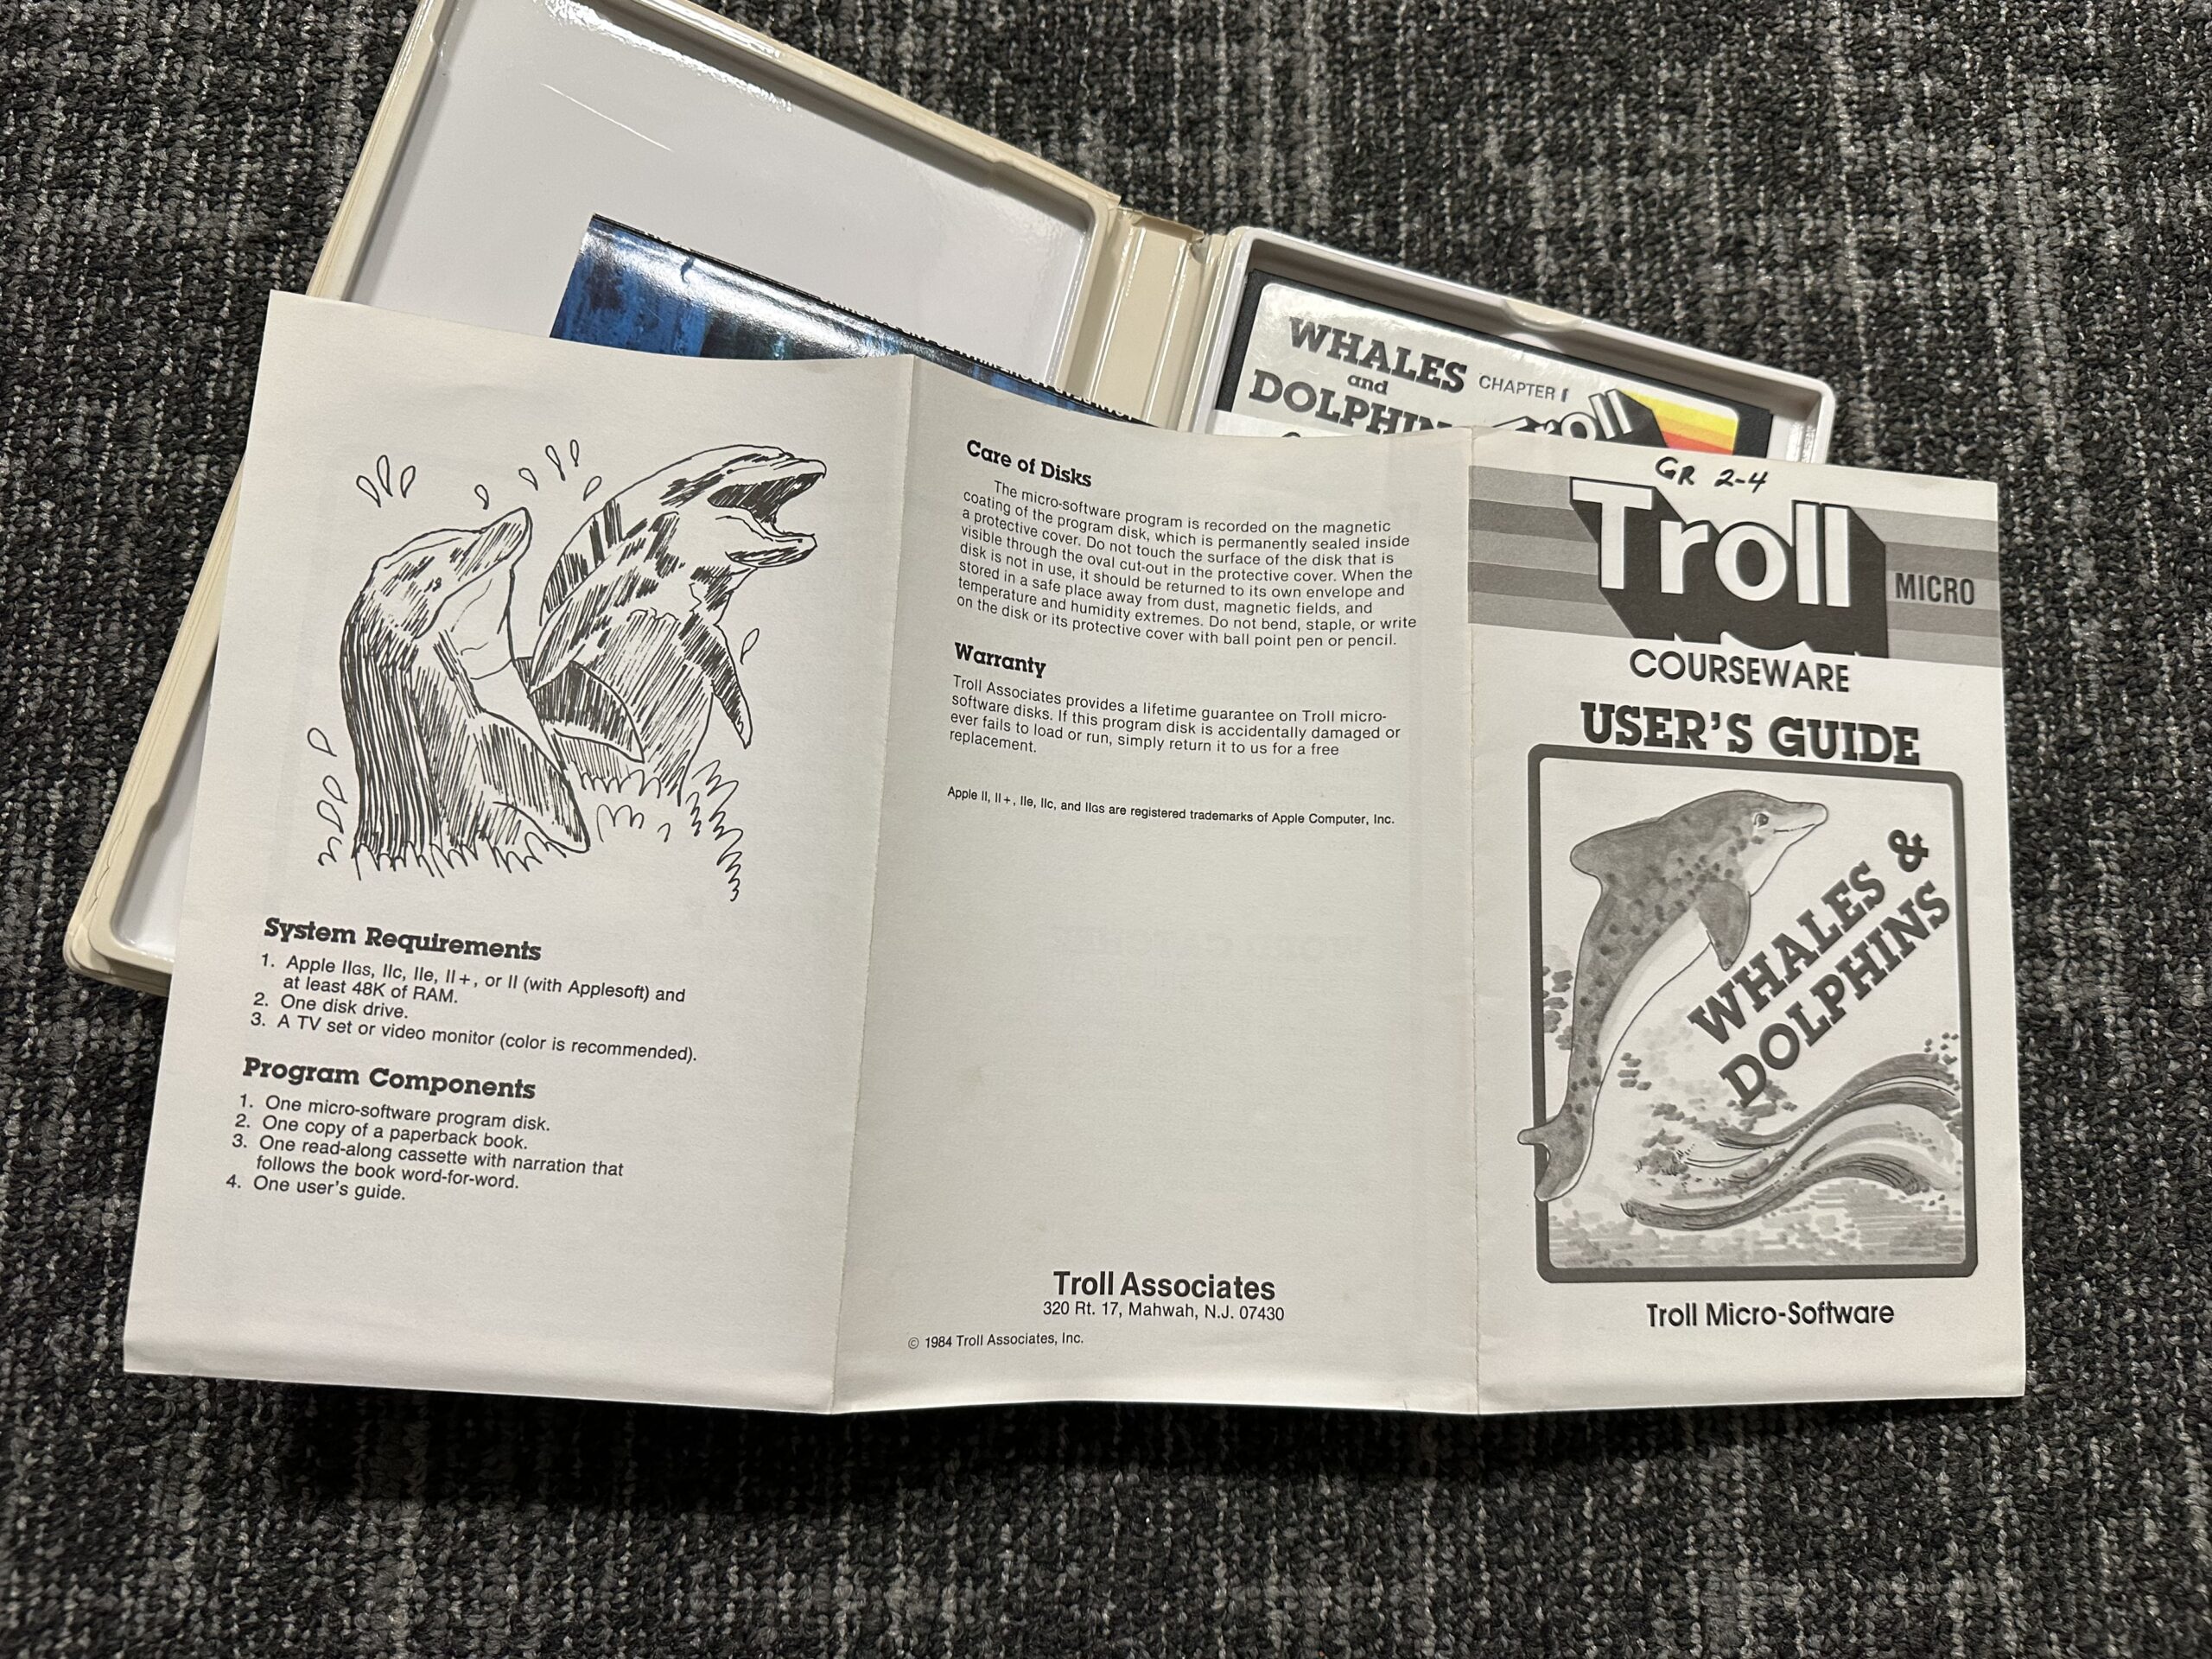 WHALES
and
DOLPHIN
CHAPTER 1
Troll
System Requirements
1. Apple IIGS, IIc, IIe, II+, or II (with Applesoft) and
at least 48K of RAM.
2. One disk drive.
3. A TV set or video monitor (color is recommended).
Program Components
1. One micro-software program disk.
2. One copy of a paperback book.
3. One read-along cassette with narration that
follows the book word-for-word.
4. One user's guide.
Care of Disks
The micro-software program is recorded on the magnetic
coating of the program disk, which is permanently sealed inside
a protective cover. Do not touch the surface of the disk that is
visible through the oval cut-out in the protective cover. When the
disk is not in use, it should be returned to its own envelope and
stored in a safe place away from dust, magnetic fields, and
temperature and humidity extremes. Do not bend, staple, or write
on the disk or its protective cover with ball point pen or pencil.
Warranty
Troll Associates provides a lifetime guarantee on Troll micro-
software disks. If this program disk is accidentally damaged or
ever fails to load or run, simply return it to us for a free
replacement.
Apple II, II+, IIe, IIc, and IIGS are registered trademarks of Apple Computer, Inc.
Troll Associates
320 Rt. 17, Mahwah, N.J. 07430
© 1984 Troll Associates, Inc.
GR 2-4
Troll
MICRO
COURSEWARE
USER'S GUIDE
WHALES &
DOLPHINS
Troll Micro-Software